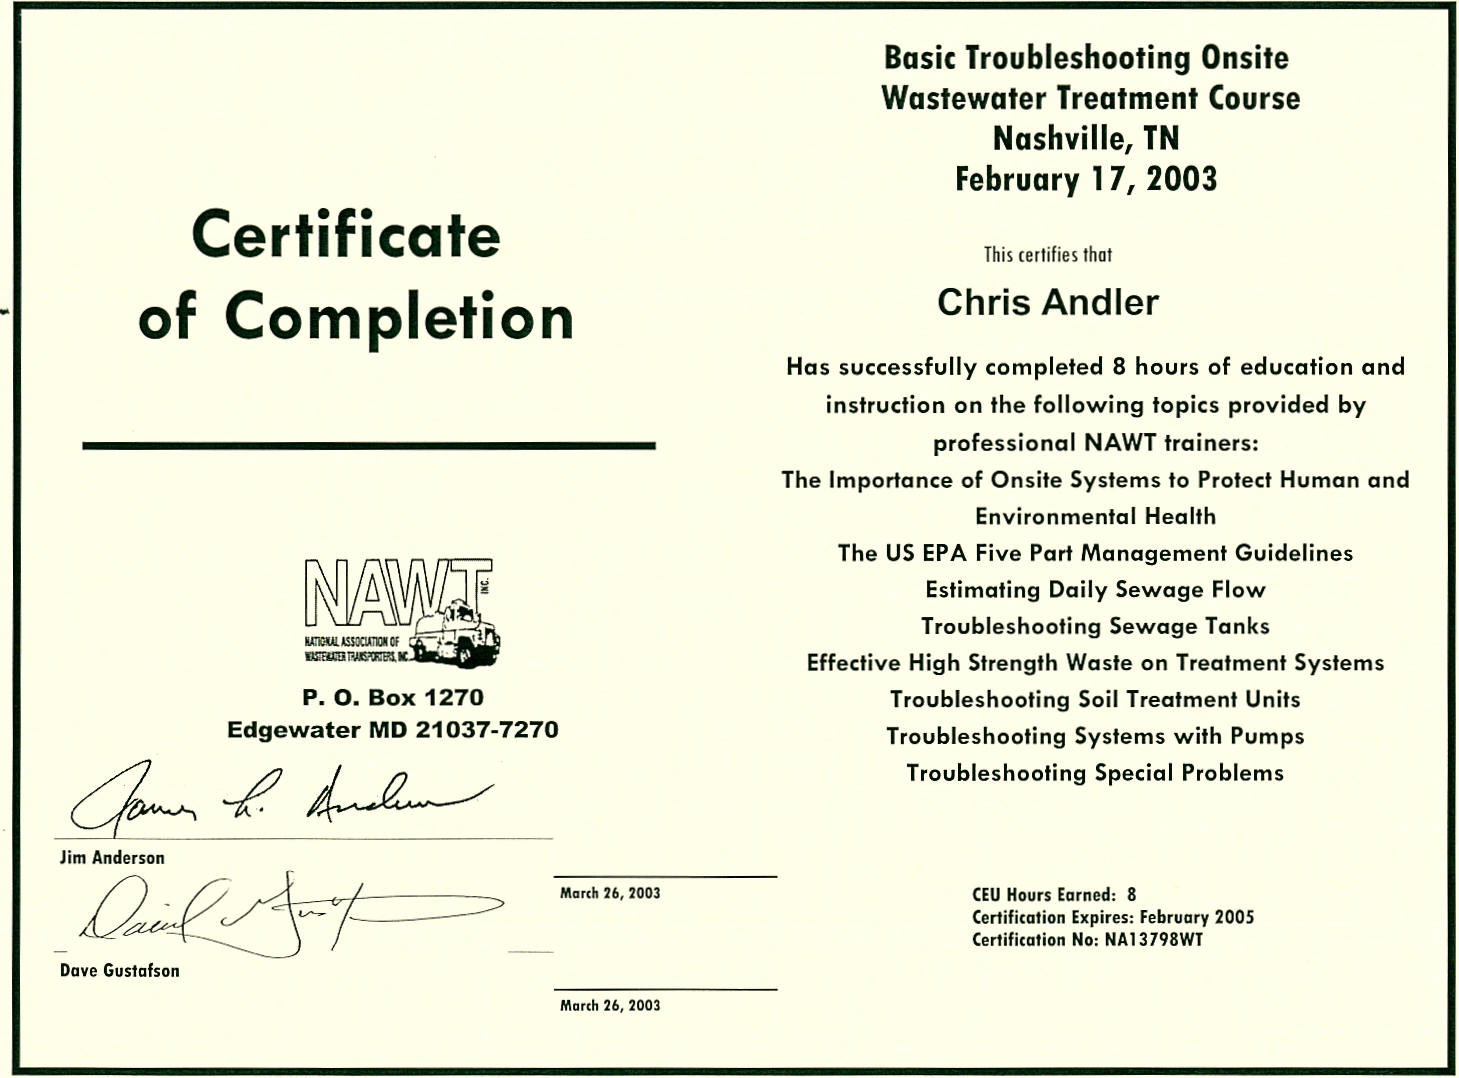 Certificate
of Completion
NAWT INC.
NATIONAL ASSOCIATION OF
WASTEWATER TRANSPORTERS, INC.
P. O. Box 1270
Edgewater MD 21037-7270
James L. Anderson
Jim Anderson
March 26, 2003
David Gustafson
Dave Gustafson
March 26, 2003
Basic Troubleshooting Onsite
Wastewater Treatment Course
Nashville, TN
February 17, 2003
This certifies that
Chris Andler
Has successfully completed 8 hours of education and
instruction on the following topics provided by
professional NAWT trainers:
The Importance of Onsite Systems to Protect Human and
Environmental Health
The US EPA Five Part Management Guidelines
Estimating Daily Sewage Flow
Troubleshooting Sewage Tanks
Effective High Strength Waste on Treatment Systems
Troubleshooting Soil Treatment Units
Troubleshooting Systems with Pumps
Troubleshooting Special Problems
CEU Hours Earned: 8
Certification Expires: February 2005
Certification No: NA13798WT